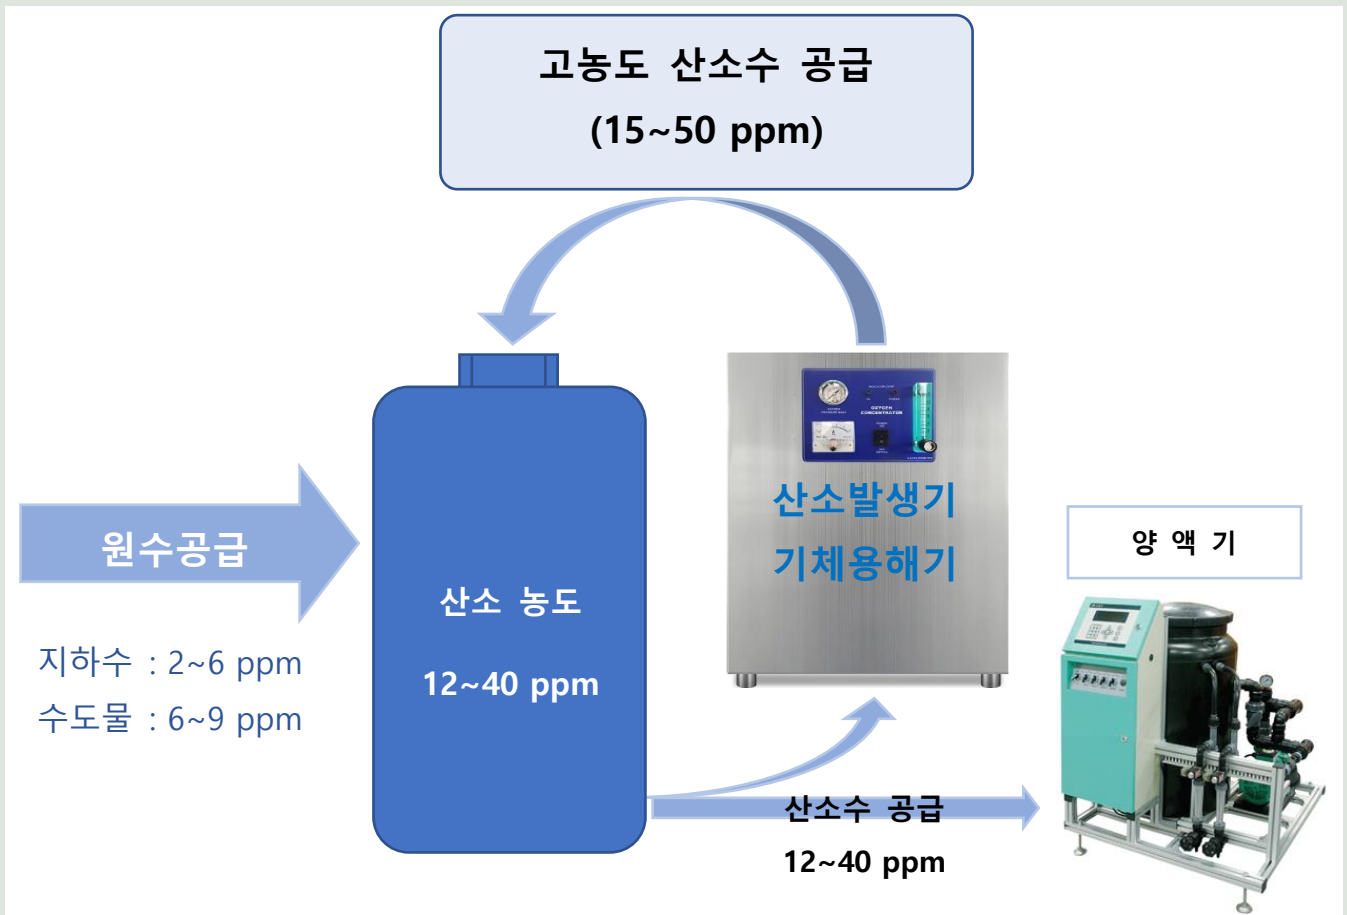 고농도 산소수 공급
(15~50 ppm)
원수공급
지하수 : 2~6 ppm
수도물 : 6~9 ppm
산소 농도
12~40 ppm
OXYGEN
CONCENTRATOR
산소발생기
기체용해기
양 액 기
산소수 공급
12~40 ppm